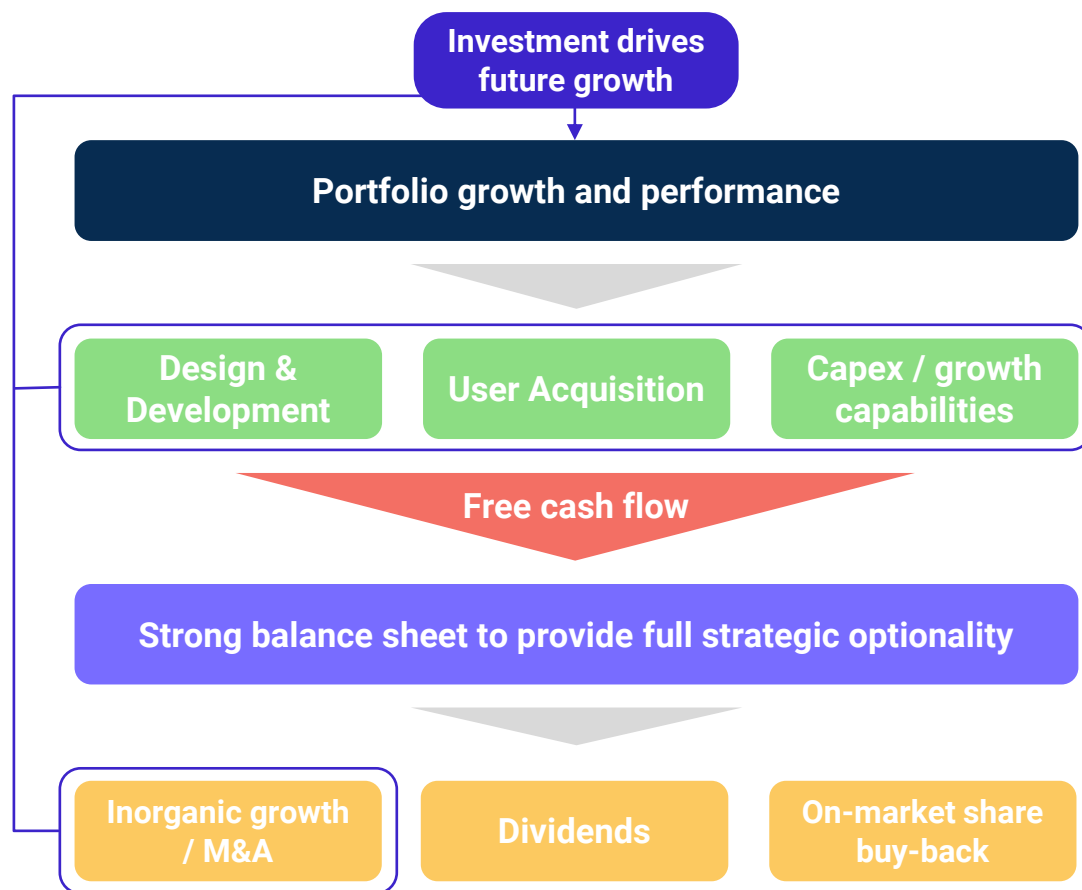 Investment drives
future growth
Portfolio growth and performance
Design &
Development
User Acquisition
Capex / growth
capabilities
Free cash flow
Strong balance sheet to provide full strategic optionality
Inorganic growth
/ M&A
Dividends
On-market share
buy-back